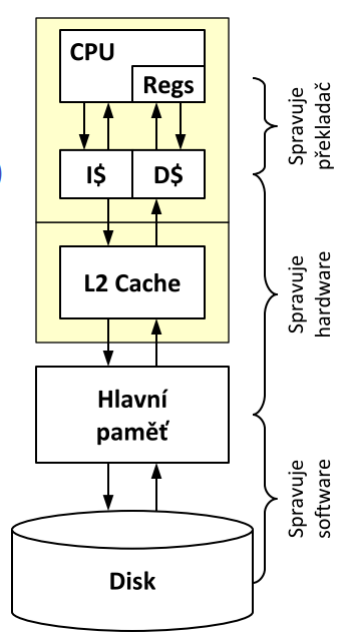 CPU
Regs
I$
D$
L2 Cache
Hlavní
paměť
Disk
Spravuje
překladač
Spravuje
hardware
Spravuje
software